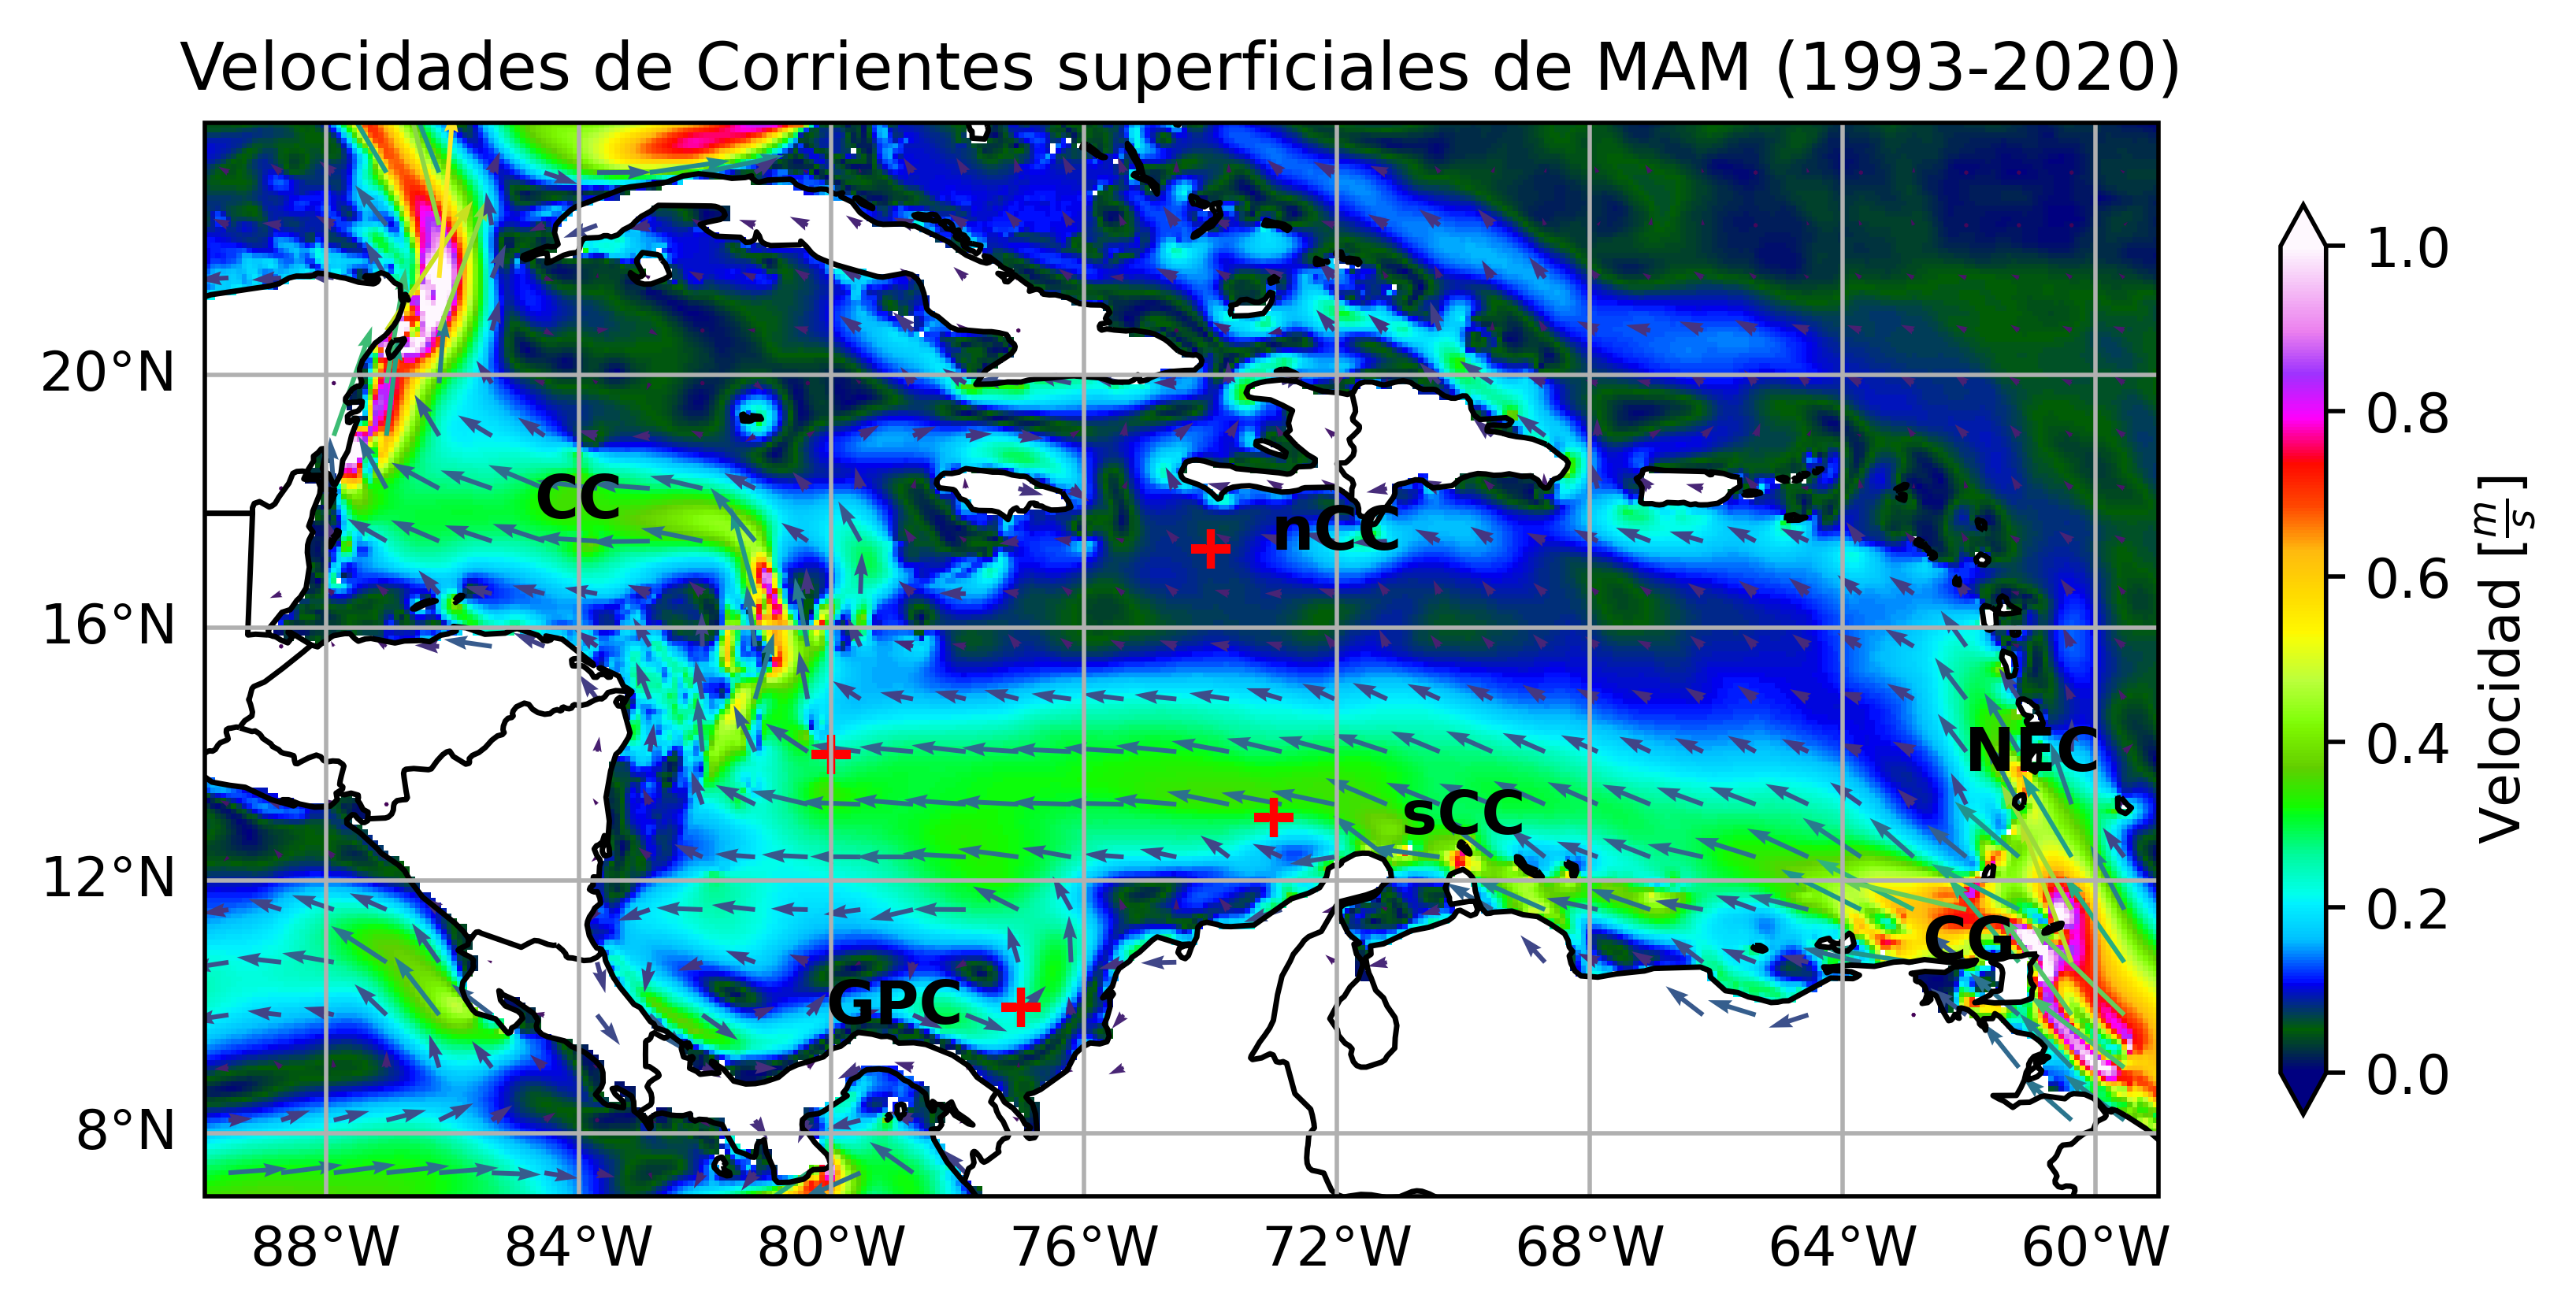 Velocidades de Corrientes superficiales de MAM (1993-2020)
20°N
16°N
12°N
8°N
88°W
84°W
80°W
76°W
72°W
68°W
64°W
60°W
CC
nCC
sCC
NEC
CG
GPC
1.0
0.8
0.6
0.4
0.2
0.0
Velocidad [m/s]